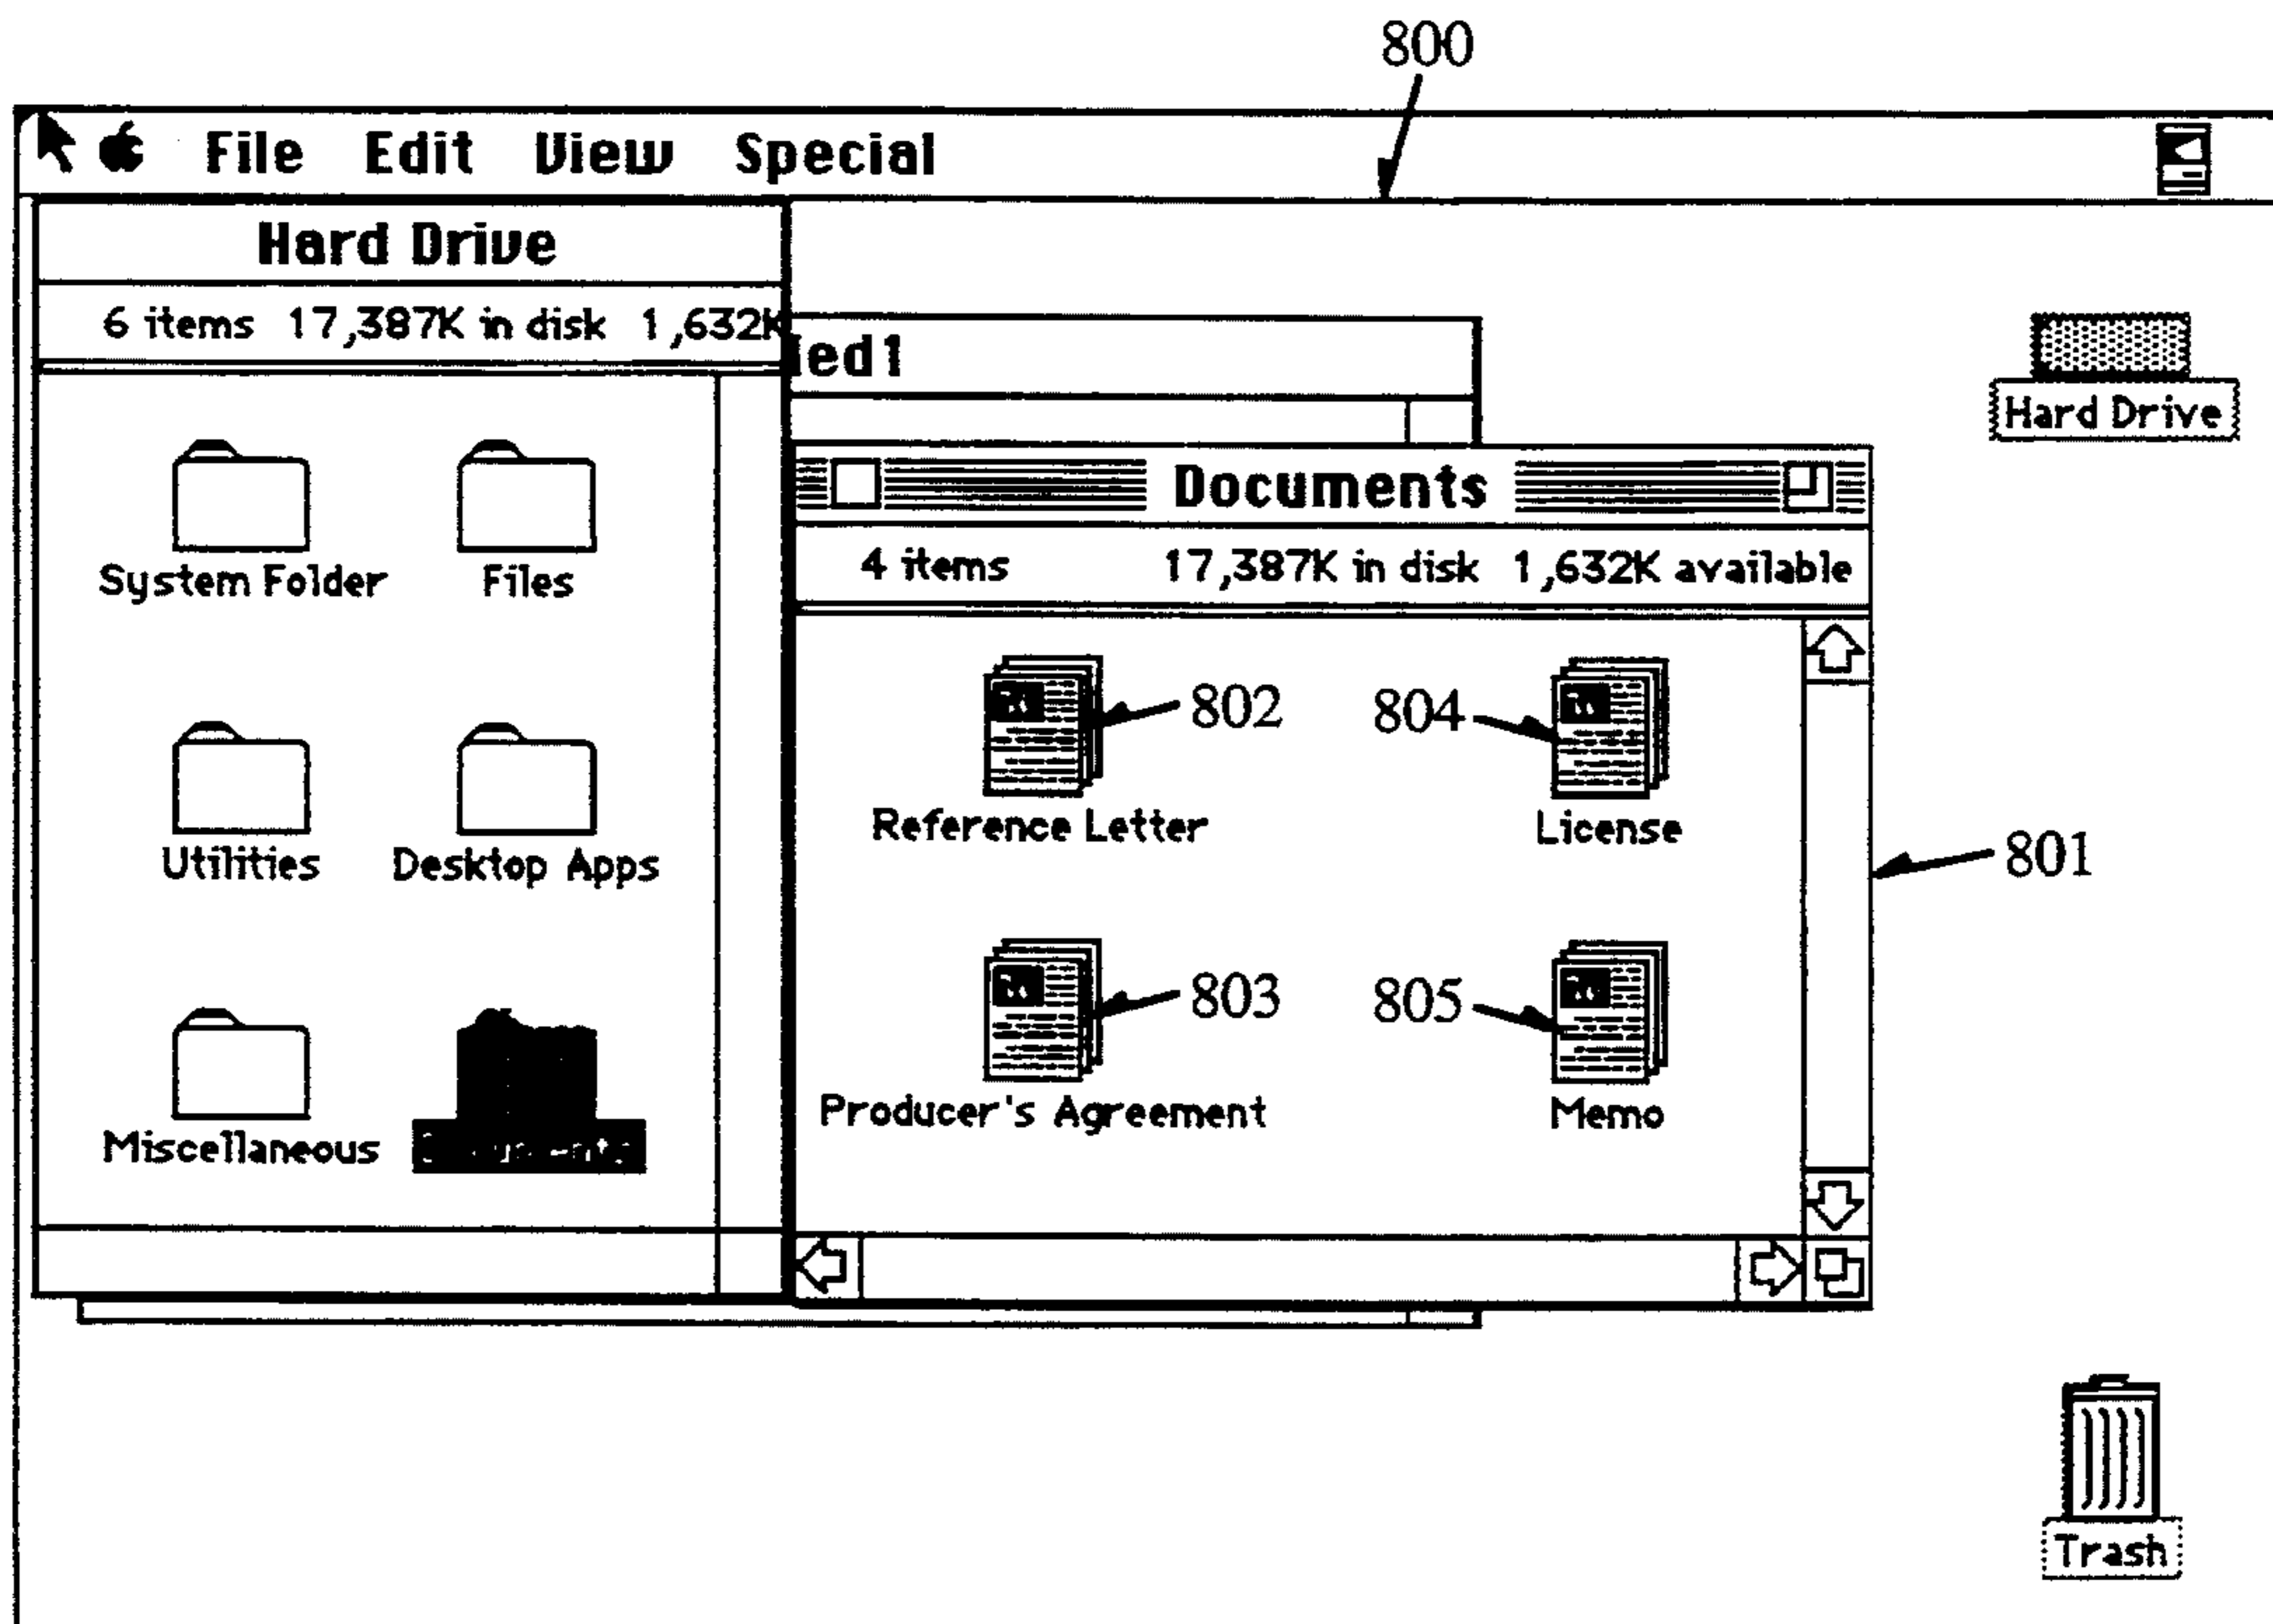 800
File Edit View Special
Hard Drive
6 items 17,387K in disk 1,632K
led1
Hard Drive
Documents
4 items 17,387K in disk 1,632K available
System Folder Files
802 804
Reference Letter License
801
Utilities Desktop Apps
803 805
Producer's Agreement Memo
Miscellaneous
Trash